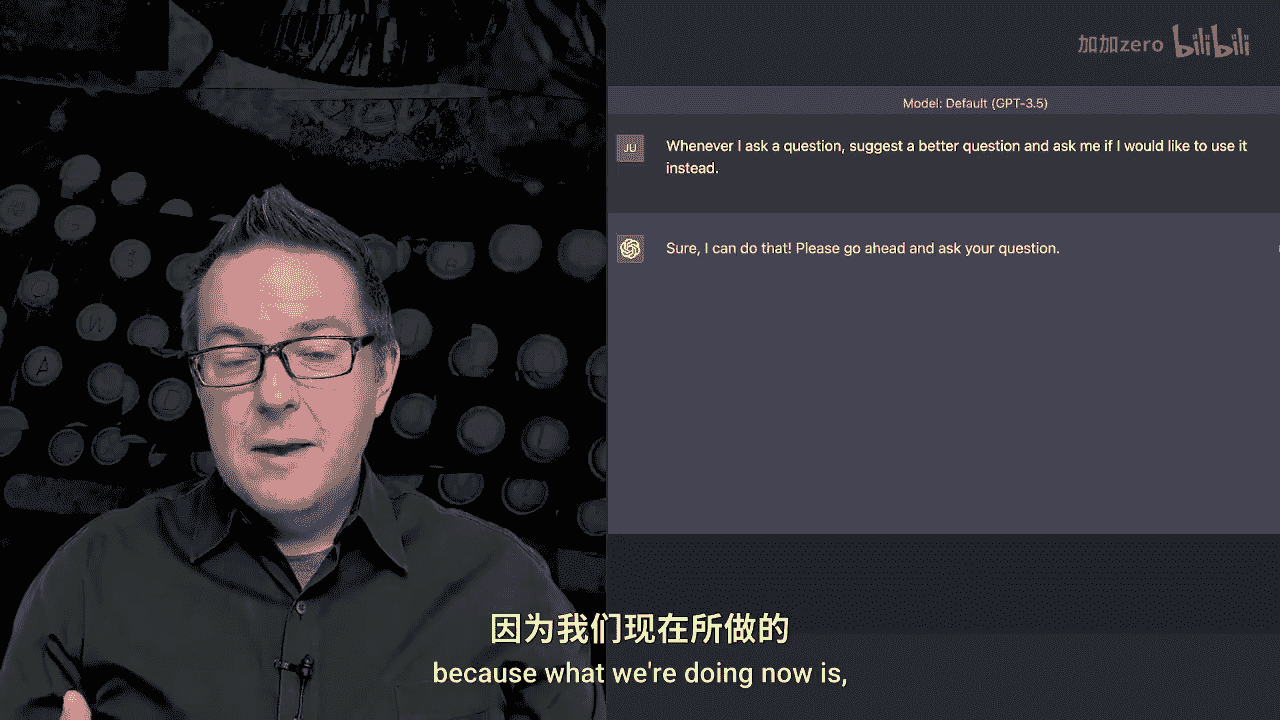 加加zero bilibili
Model: Default (GPT-3.5)
JU
Whenever I ask a question, suggest a better question and ask me if I would like to use it
instead.
Sure, I can do that! Please go ahead and ask your question.
因为我们现在所做的
because what we're doing now is,